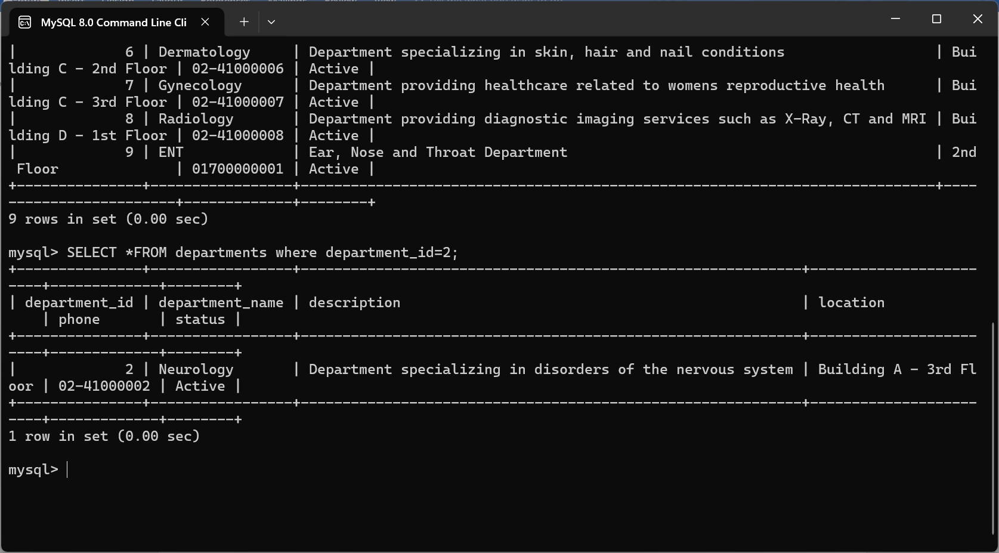 MySQL 8.0 Command Line Cli
|             6 | Dermatology     | Department specializing in skin, hair and nail conditions                  | Bui
lding C - 2nd Floor | 02-41000006 | Active |
|             7 | Gynecology      | Department providing healthcare related to womens reproductive health      | Bui
lding C - 3rd Floor | 02-41000007 | Active |
|             8 | Radiology       | Department providing diagnostic imaging services such as X-Ray, CT and MRI | Bui
lding D - 1st Floor | 02-41000008 | Active |
|             9 | ENT             | Ear, Nose and Throat Department                                            | 2nd
 Floor              | 01700000001 | Active |
+---------------+-----------------+----------------------------------------------------------------------------+----
--------------------+-------------+--------+
9 rows in set (0.00 sec)
mysql> SELECT *FROM departments where department_id=2;
+---------------+-----------------+------------------------------------------------------------+--------------------
----+-------------+--------+
| department_id | department_name | description                                                | location
    | phone       | status |
+---------------+-----------------+------------------------------------------------------------+--------------------
----+-------------+--------+
|             2 | Neurology       | Department specializing in disorders of the nervous system | Building A - 3rd Fl
oor | 02-41000002 | Active |
+---------------+-----------------+------------------------------------------------------------+--------------------
----+-------------+--------+
1 row in set (0.00 sec)
mysql>